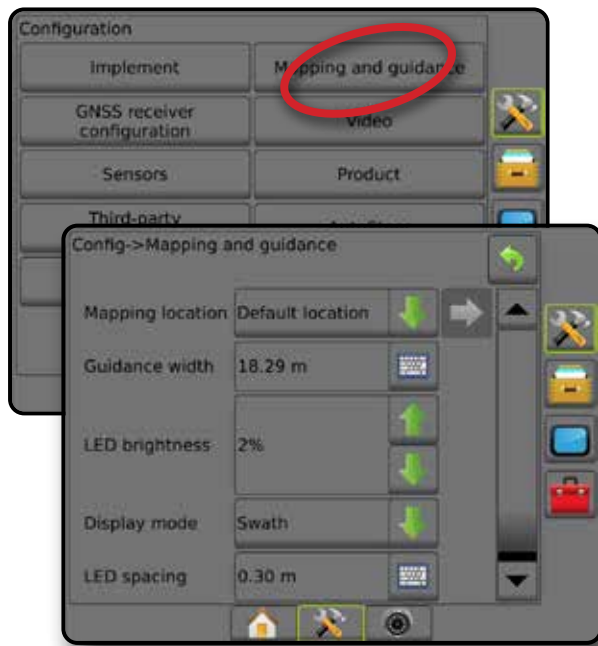 Configuration
Implement
Mapping and guidance
GNSS receiver
configuration
Video
Sensors
Product
Third-party
Config->Mapping and guidance
Mapping location Default location
Guidance width 18.29 m
LED brightness 2%
Display mode Swath
LED spacing 0.30 m